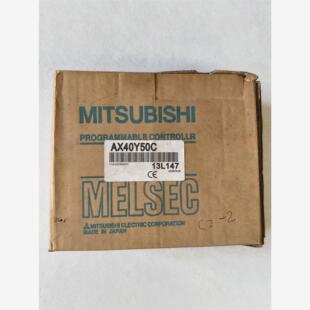 MITSUBISHI
PROGRAMMABLE CONTROLLR
AX40Y50C
13L147
CE
MELSEC
MITSUBISHI ELECTRIC CORPORATION
MADE IN JAPAN